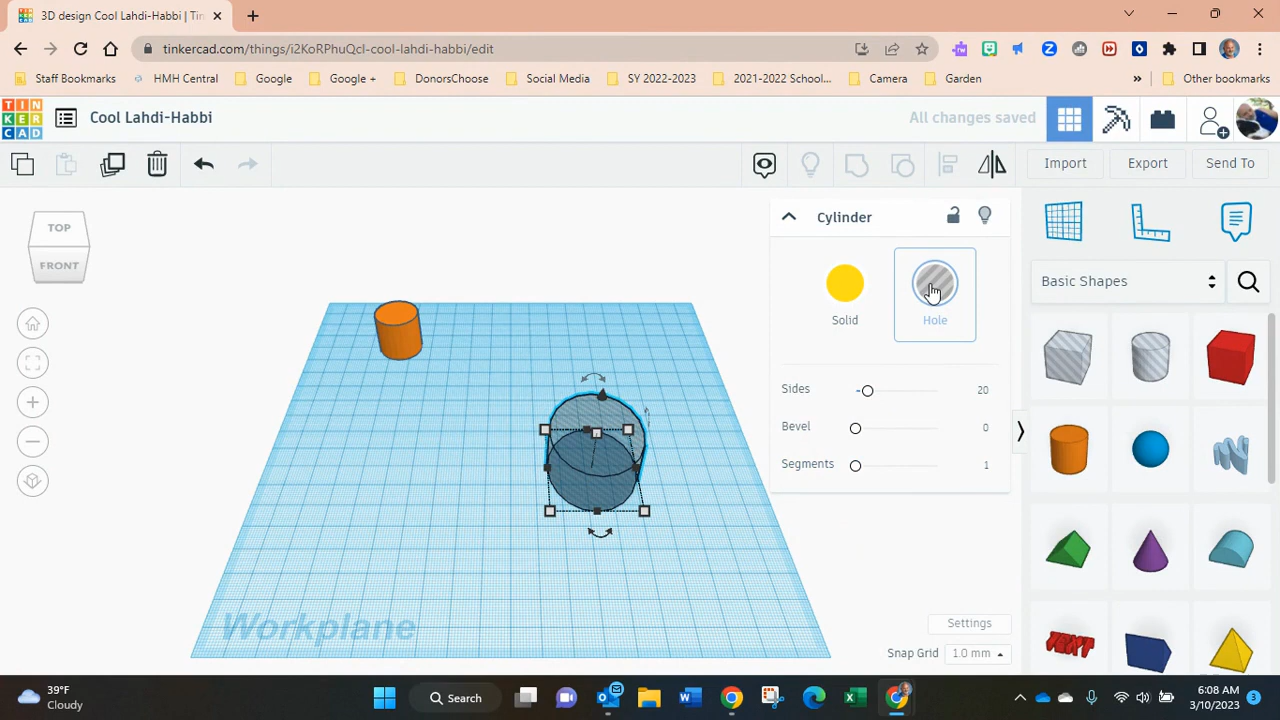 3D design Cool Lahdi-Habbi | Tin
tinkercad.com/things/i2KoRPhuQcl-cool-lahdi-habbi/edit
Staff Bookmarks HMH Central Google Google + DonorsChoose Social Media SY 2022-2023 2021-2022 School... Camera Garden » Other bookmarks
TIN
KER
CAD
Cool Lahdi-Habbi
All changes saved
Import Export Send To
TOP
FRONT
Cylinder
Solid Hole
Sides 20
Bevel 0
Segments 1
Basic Shapes
TEXT
Workplane
Settings
Snap Grid 1.0 mm
39°F
Cloudy
Search
6:08 AM
3/10/2023
3